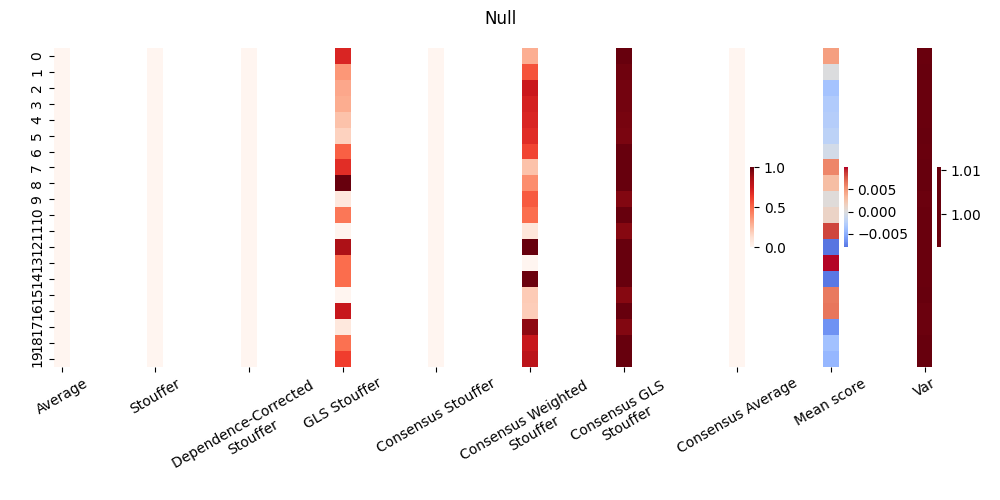 Null
0
1
2
3
4
5
6
7
8
9
10
11
12
13
14
15
16
17
18
19
1.0
0.5
0.0
0.005
0.000
−0.005
1.01
1.00
Average
Stouffer
Dependence-Corrected
Stouffer
GLS Stouffer
Consensus Stouffer
Consensus Weighted
Stouffer
Consensus GLS
Stouffer
Consensus Average
Mean score
Var